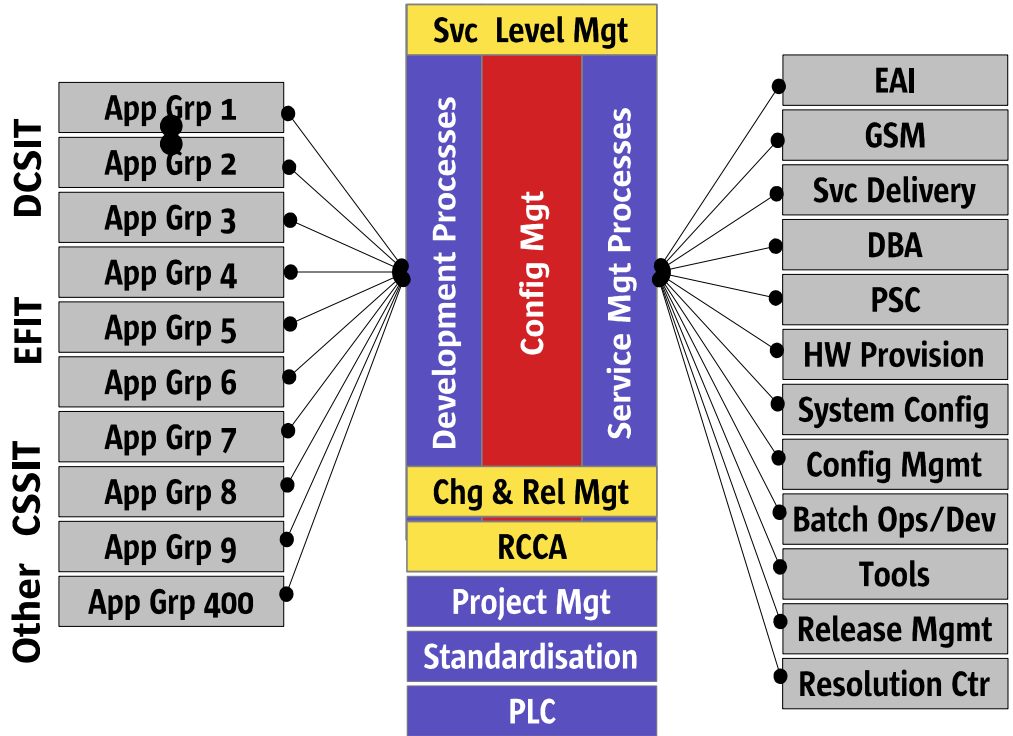 DCSIT
EFIT
CSSIT
Other
App Grp 1
App Grp 2
App Grp 3
App Grp 4
App Grp 5
App Grp 6
App Grp 7
App Grp 8
App Grp 9
App Grp 400
Svc Level Mgt
Development Processes
Config Mgt
Service Mgt Processes
Chg & Rel Mgt
RCCA
Project Mgt
Standardisation
PLC
EAI
GSM
Svc Delivery
DBA
PSC
HW Provision
System Config
Config Mgmt
Batch Ops/Dev
Tools
Release Mgmt
Resolution Ctr